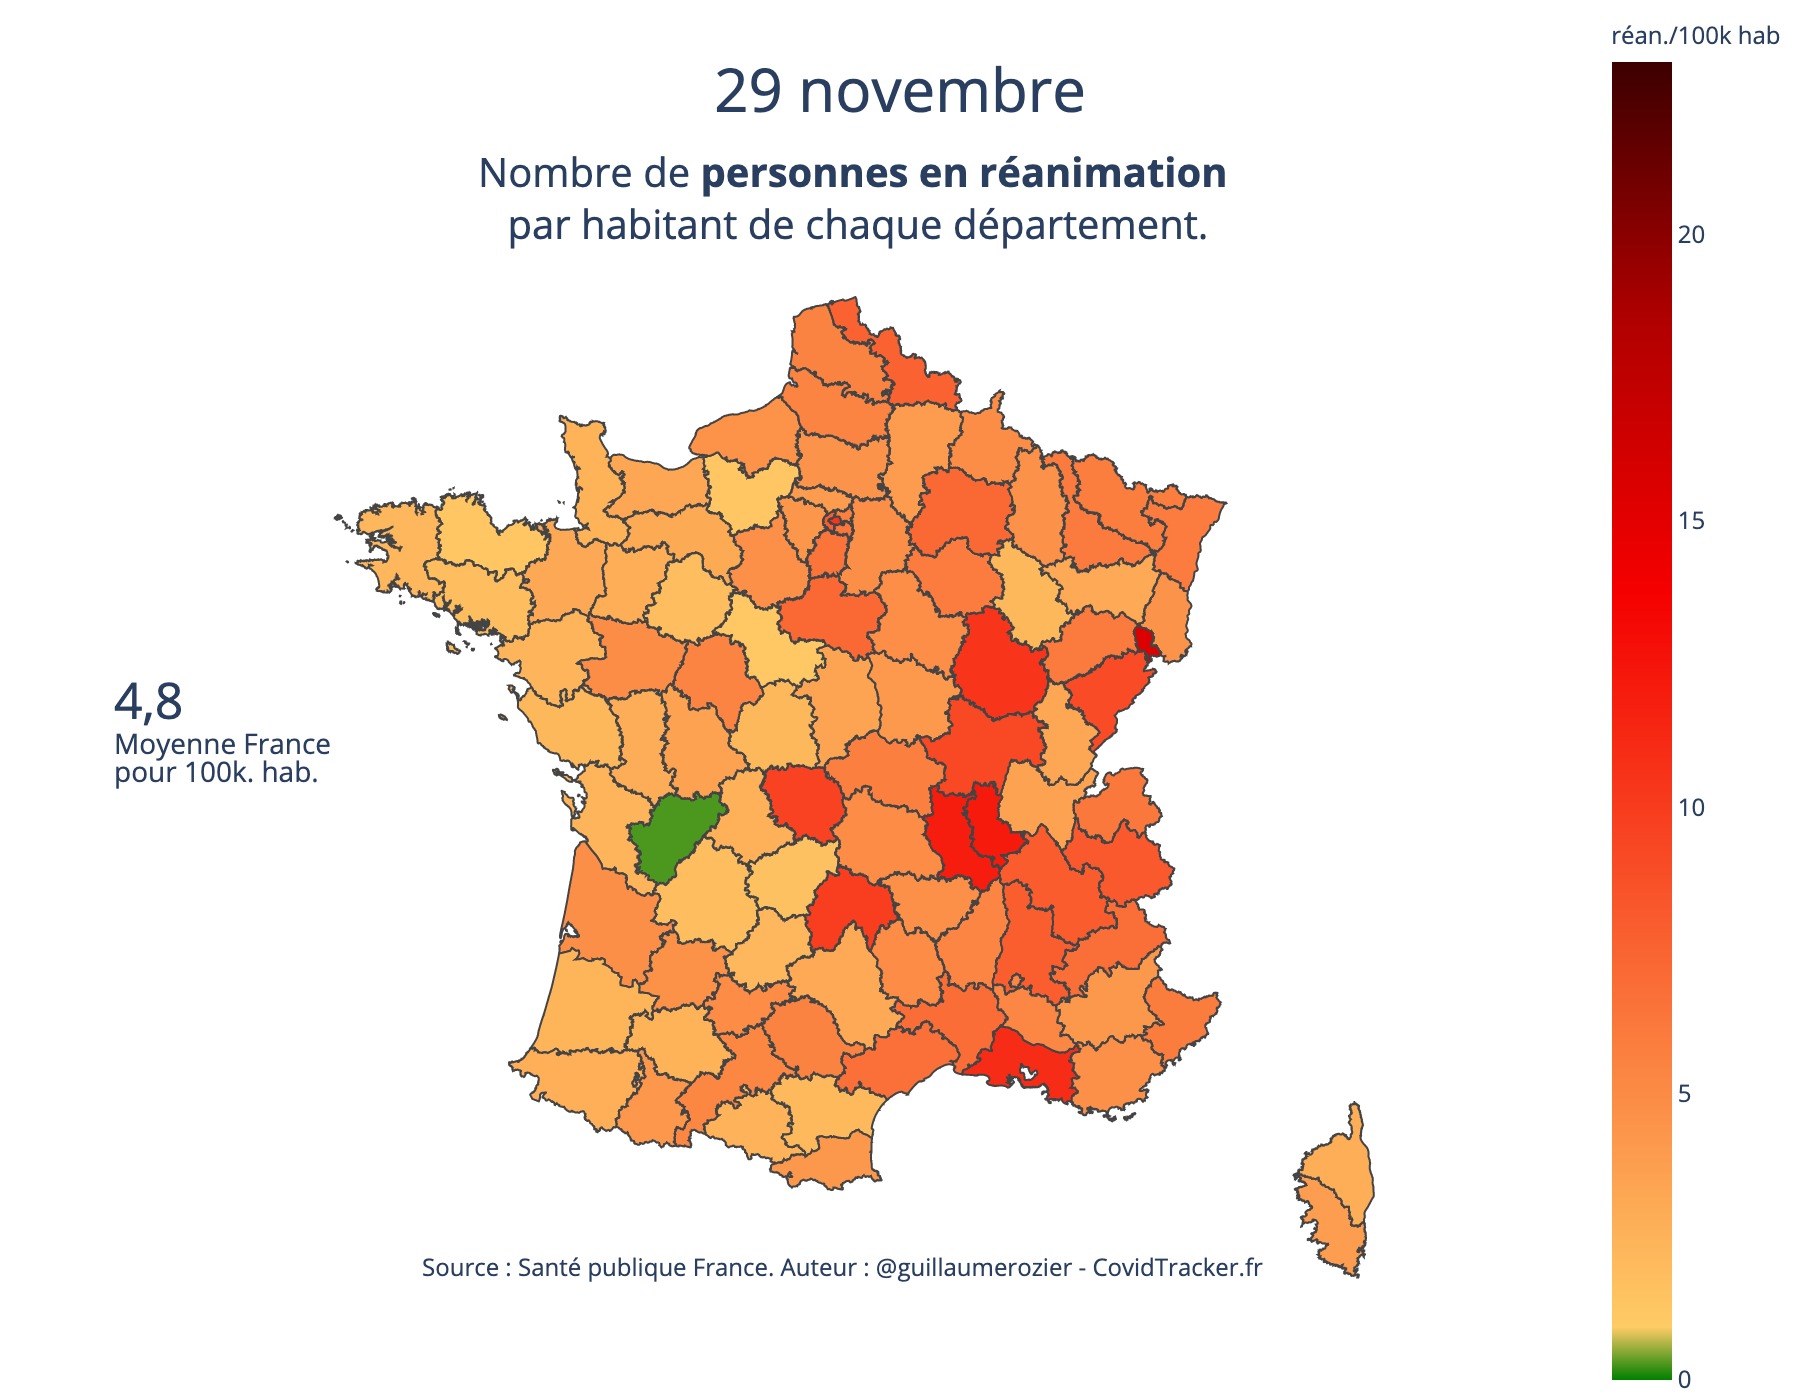 réan./100k hab
29 novembre
Nombre de personnes en réanimation
par habitant de chaque département.
20
15
4,8
Moyenne France
pour 100k. hab.
10
5
Source : Santé publique France. Auteur : @guillaumerozier - CovidTracker.fr
0